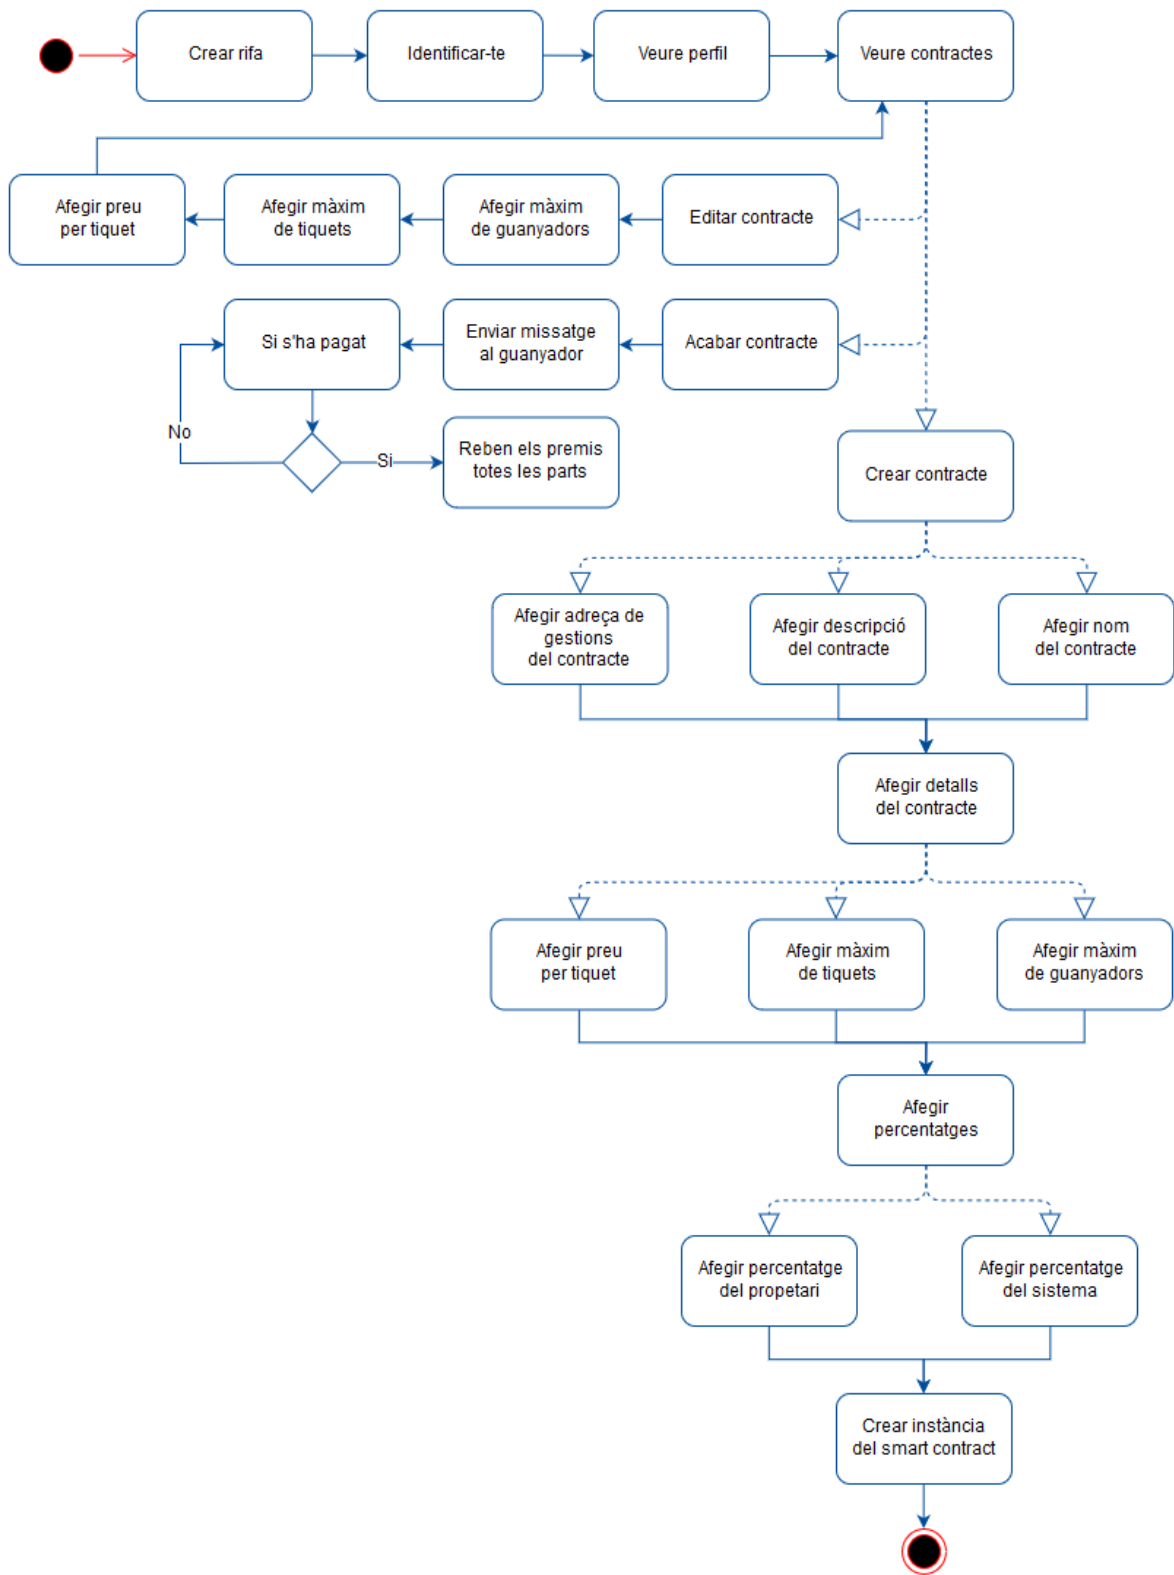 Crear rifa
Identificar-te
Veure perfil
Veure contractes
Afegir preu
per tiquet
Afegir màxim
de tiquets
Afegir màxim
de guanyadors
Editar contracte
Si s'ha pagat
Enviar missatge
al guanyador
Acabar contracte
No
Si
Reben els premis
totes les parts
Crear contracte
Afegir adreça de
gestions
del contracte
Afegir descripció
del contracte
Afegir nom
del contracte
Afegir detalls
del contracte
Afegir preu
per tiquet
Afegir màxim
de tiquets
Afegir màxim
de guanyadors
Afegir
percentatges
Afegir percentatge
del propetari
Afegir percentatge
del sistema
Crear instància
del smart contract